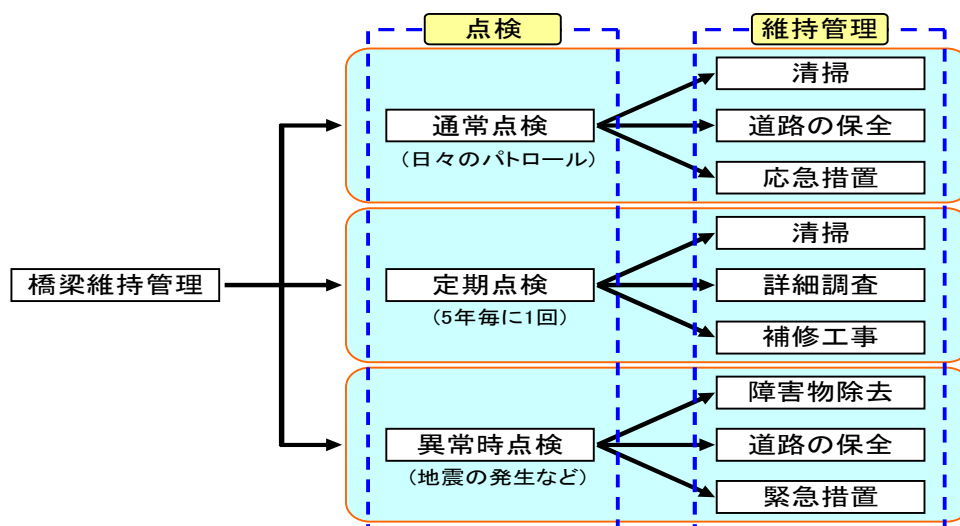 点検
維持管理
橋梁維持管理
通常点検
（日々のパトロール）
清掃
道路の保全
応急措置
定期点検
（5年毎に1回）
清掃
詳細調査
補修工事
異常時点検
（地震の発生など）
障害物除去
道路の保全
緊急措置